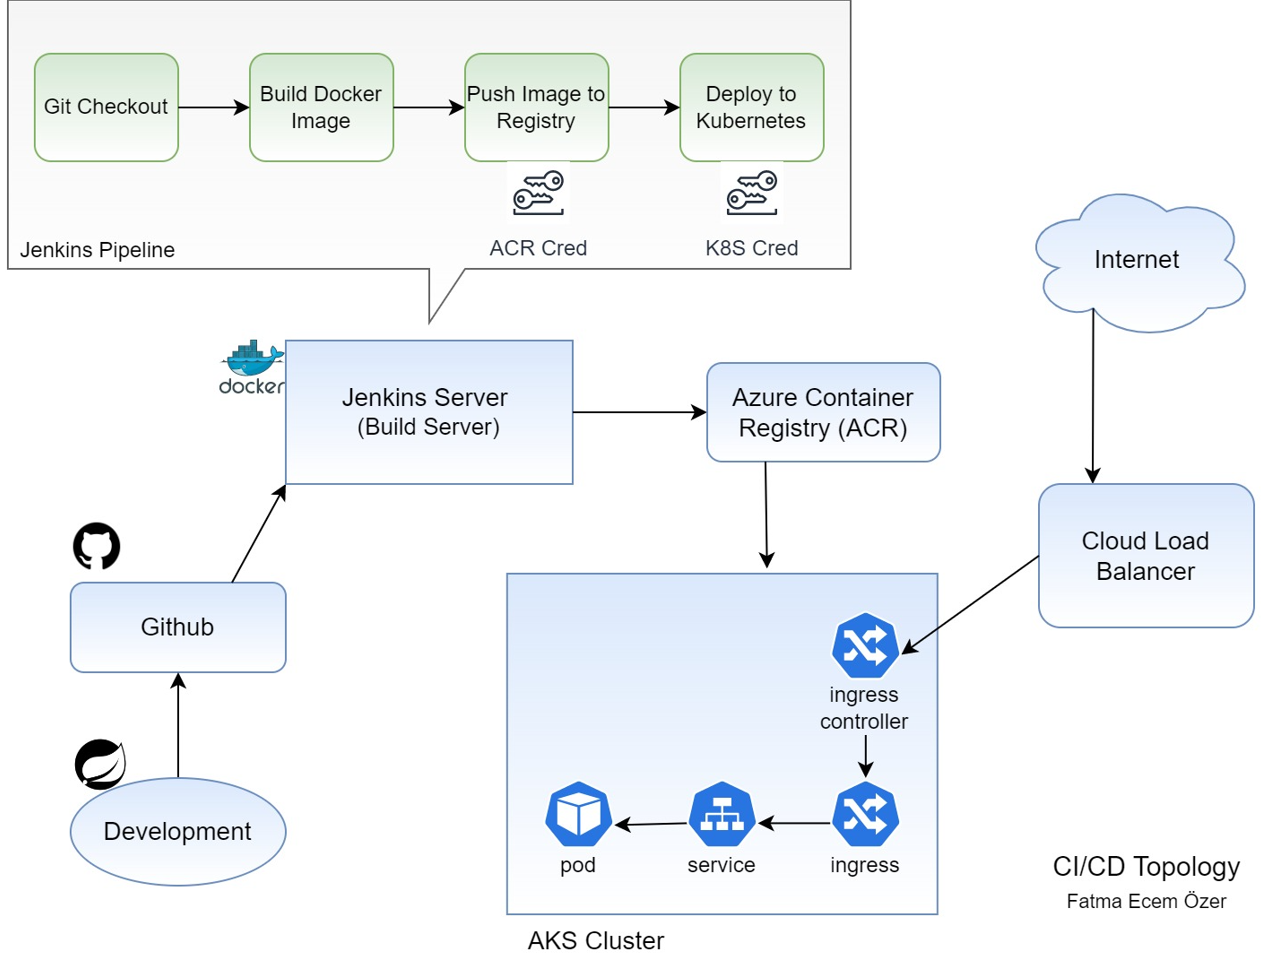 Git Checkout
Build Docker
Image
Push Image to
Registry
Deploy to
Kubernetes
ACR Cred
K8S Cred
Jenkins Pipeline
Internet
docker
Jenkins Server
(Build Server)
Azure Container
Registry (ACR)
Cloud Load
Balancer
Github
ingress
controller
Development
pod
service
ingress
AKS Cluster
CI/CD Topology
Fatma Ecem Özer